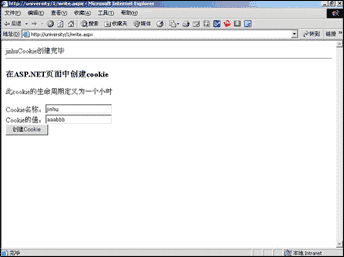 http://university/1/write.aspx - Microsoft Internet Explorer
文件(F) 编辑(E) 查看(V) 收藏(A) 工具(T) 帮助(H)
后退 搜索 收藏夹 媒体
地址(D) http://university/1/write.aspx 转到 链接
jinhuCookie创建完毕
在ASP.NET页面中创建cookie
此cookie的生命周期定义为一个小时
Cookie名称: jinhu
Cookie的值: aaabbb
创建Cookie
完毕 本地 Intranet